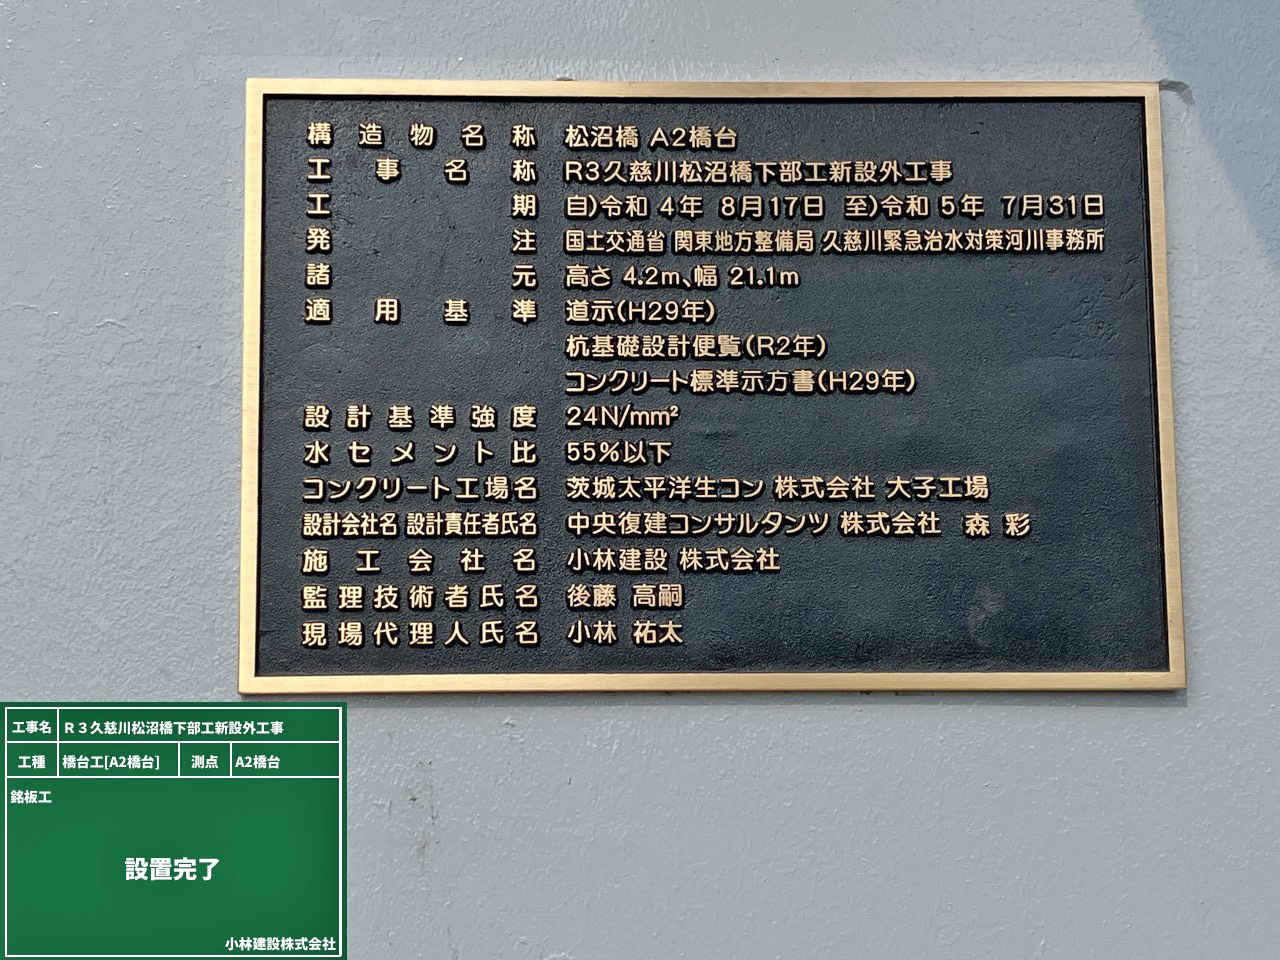 構造物名称 松沼橋 A2橋台
工事名称 R3久慈川松沼橋下部工新設外工事
工期 自)令和 4年 8月17日 至)令和 5年 7月31日
発注 国土交通省 関東地方整備局 久慈川緊急治水対策河川事務所
諸元 高さ 4.2m、幅 21.1m
適用基準 道示(H29年)
杭基礎設計便覧(R2年)
コンクリート標準示方書(H29年)
設計基準強度 24N/mm²
水セメント比 55%以下
コンクリート工場名 茨城太平洋生コン 株式会社 大子工場
設計会社名 設計責任者氏名 中央復建コンサルタンツ 株式会社 森 彩
施工会社名 小林建設 株式会社
監理技術者氏名 後藤 高嗣
現場代理人氏名 小林 祐太
工事名 R3久慈川松沼橋下部工新設外工事
工種 橋台工[A2橋台] 測点 A2橋台
銘板工
設置完了
小林建設株式会社